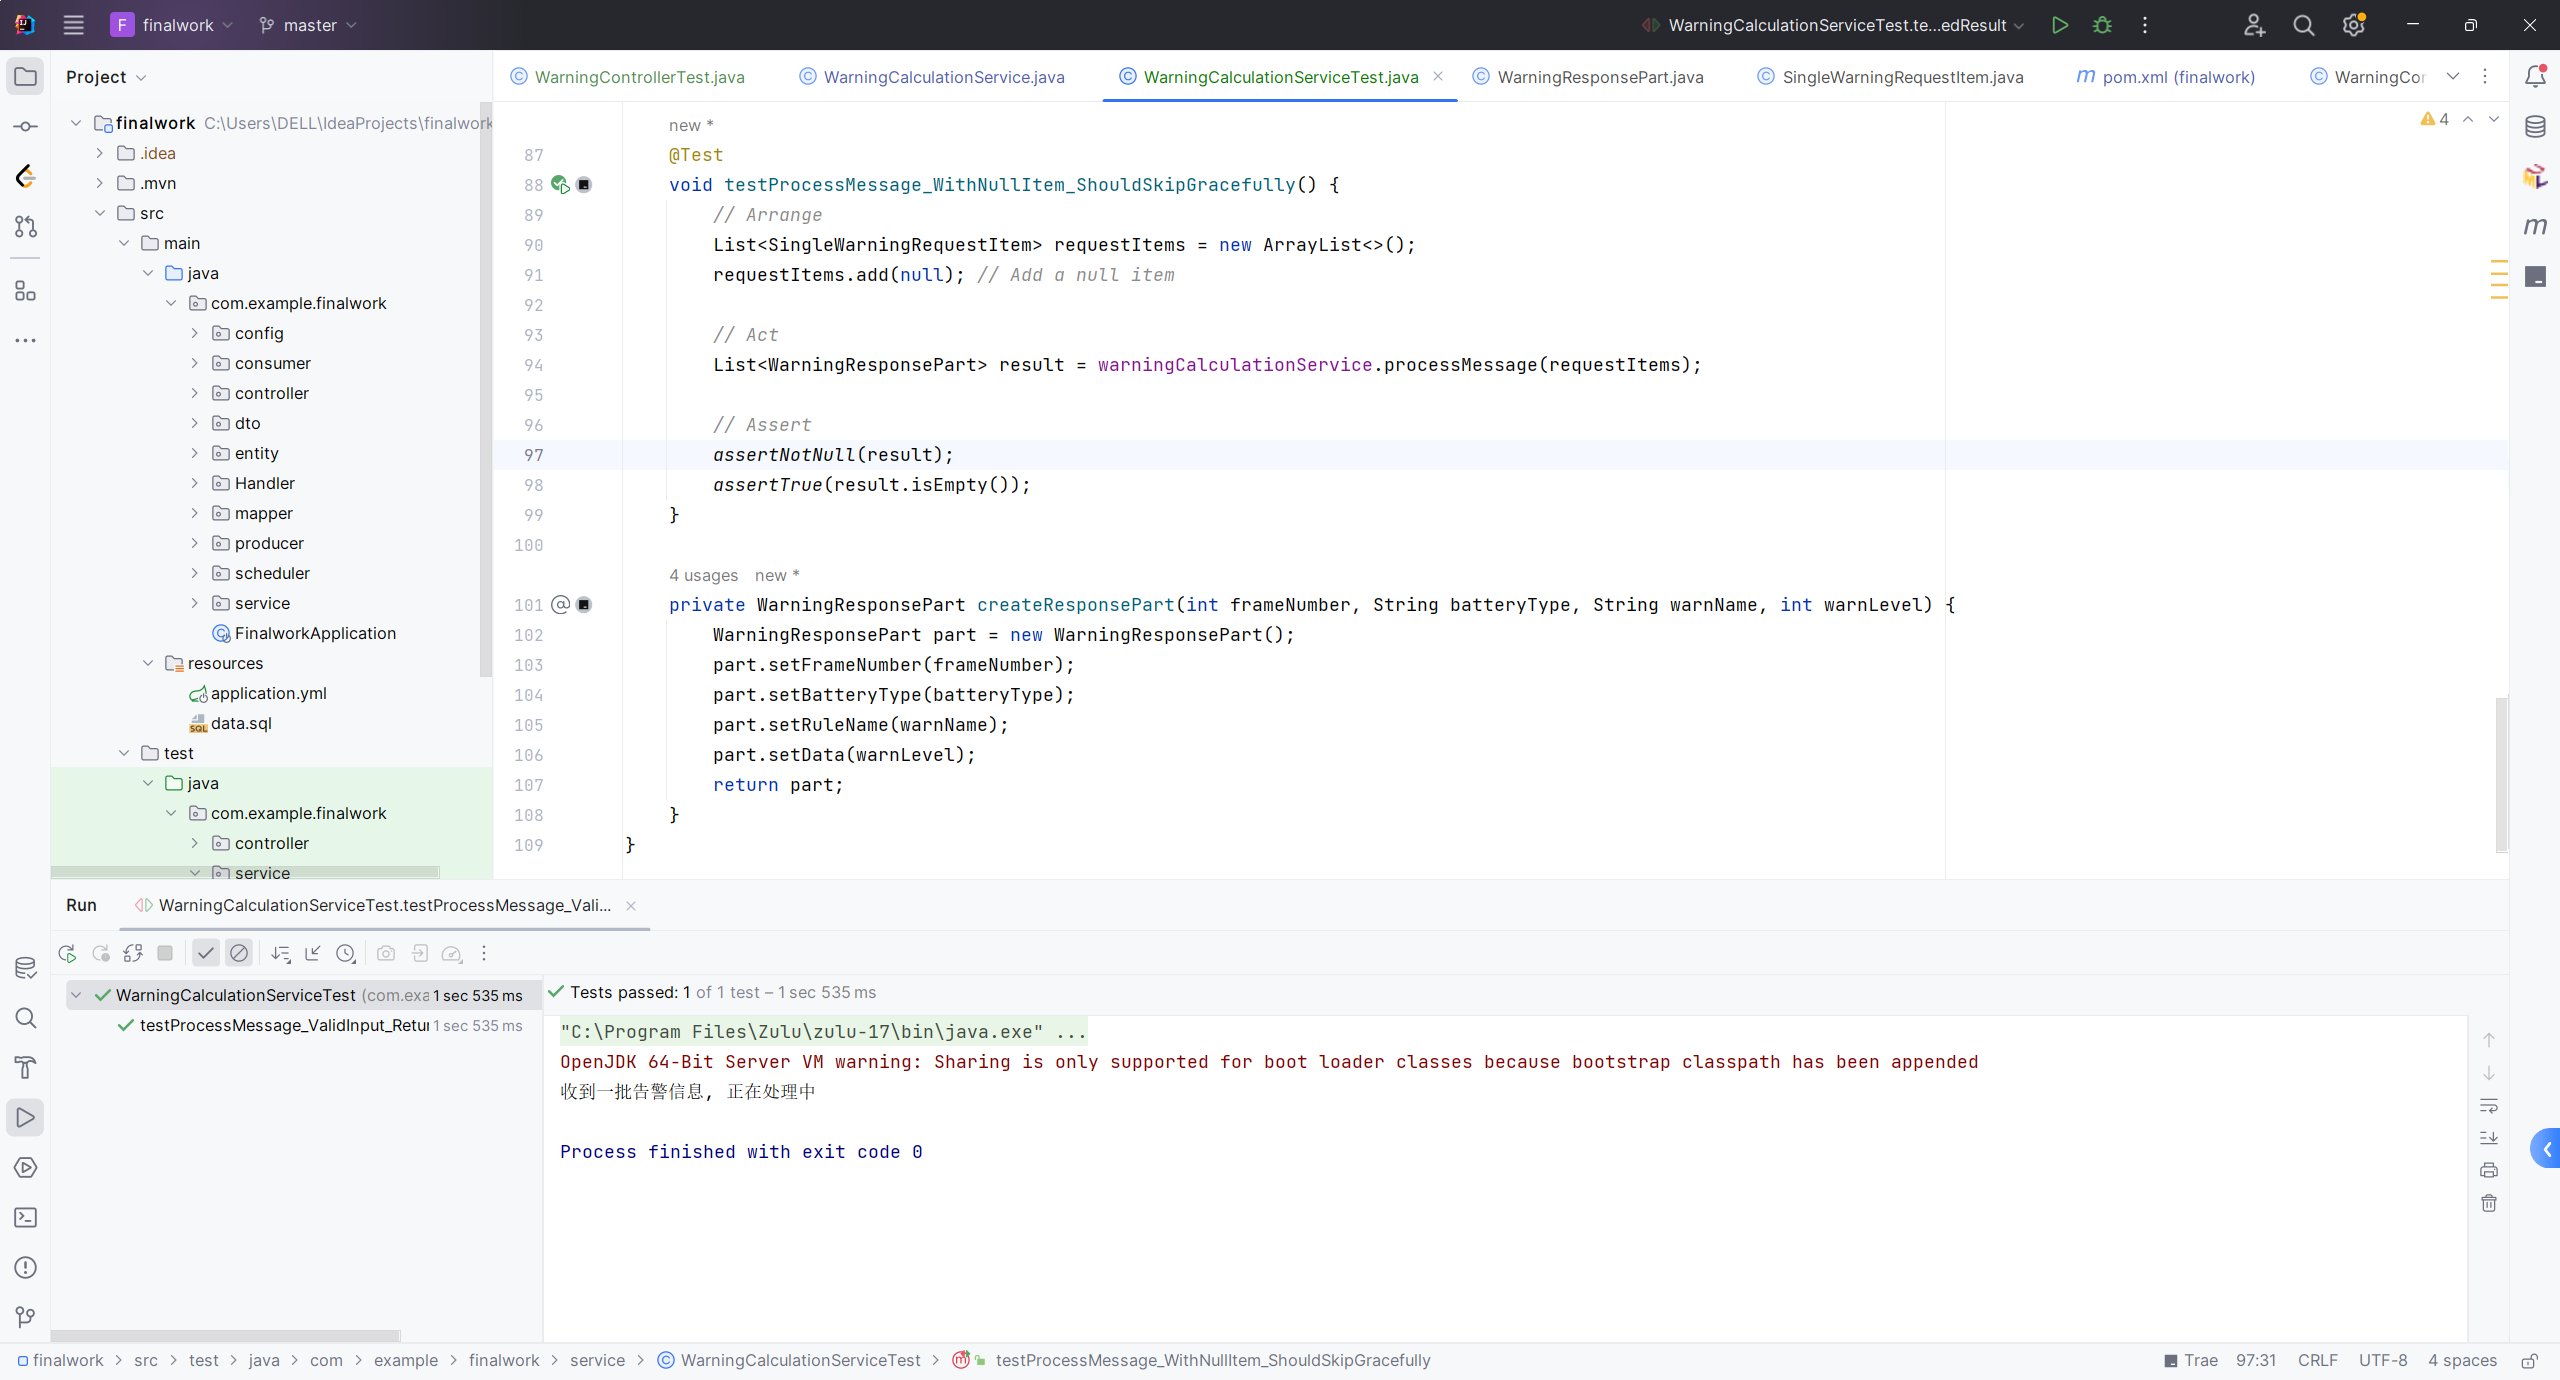 F finalwork master WarningCalculationServiceTest.te...edResult
Project
WarningControllerTest.java WarningCalculationService.java WarningCalculationServiceTest.java WarningResponsePart.java SingleWarningRequestItem.java pom.xml (finalwork) WarningCor
finalwork C:\Users\DELL\IdeaProjects\finalwork
.idea
.mvn
src
main
java
com.example.finalwork
config
consumer
controller
dto
entity
Handler
mapper
producer
scheduler
service
FinalworkApplication
resources
application.yml
data.sql
test
java
com.example.finalwork
controller
service
4
new *
87 @Test
88 void testProcessMessage_WithNullItem_ShouldSkipGracefully() {
89 // Arrange
90 List<SingleWarningRequestItem> requestItems = new ArrayList<>();
91 requestItems.add(null); // Add a null item
92
93 // Act
94 List<WarningResponsePart> result = warningCalculationService.processMessage(requestItems);
95
96 // Assert
97 assertNotNull(result);
98 assertTrue(result.isEmpty());
99 }
100
4 usages new *
101 private WarningResponsePart createResponsePart(int frameNumber, String batteryType, String warnName, int warnLevel) {
102 WarningResponsePart part = new WarningResponsePart();
103 part.setFrameNumber(frameNumber);
104 part.setBatteryType(batteryType);
105 part.setRuleName(warnName);
106 part.setData(warnLevel);
107 return part;
108 }
109 }
Run WarningCalculationServiceTest.testProcessMessage_Vali...
WarningCalculationServiceTest (com.exa 1 sec 535 ms
testProcessMessage_ValidInput_Retur 1 sec 535 ms
Tests passed: 1 of 1 test – 1 sec 535 ms
"C:\Program Files\Zulu\zulu-17\bin\java.exe" ...
OpenJDK 64-Bit Server VM warning: Sharing is only supported for boot loader classes because bootstrap classpath has been appended
收到一批告警信息，正在处理中
Process finished with exit code 0
finalwork > src > test > java > com > example > finalwork > service > WarningCalculationServiceTest > testProcessMessage_WithNullItem_ShouldSkipGracefully
Trae 97:31 CRLF UTF-8 4 spaces